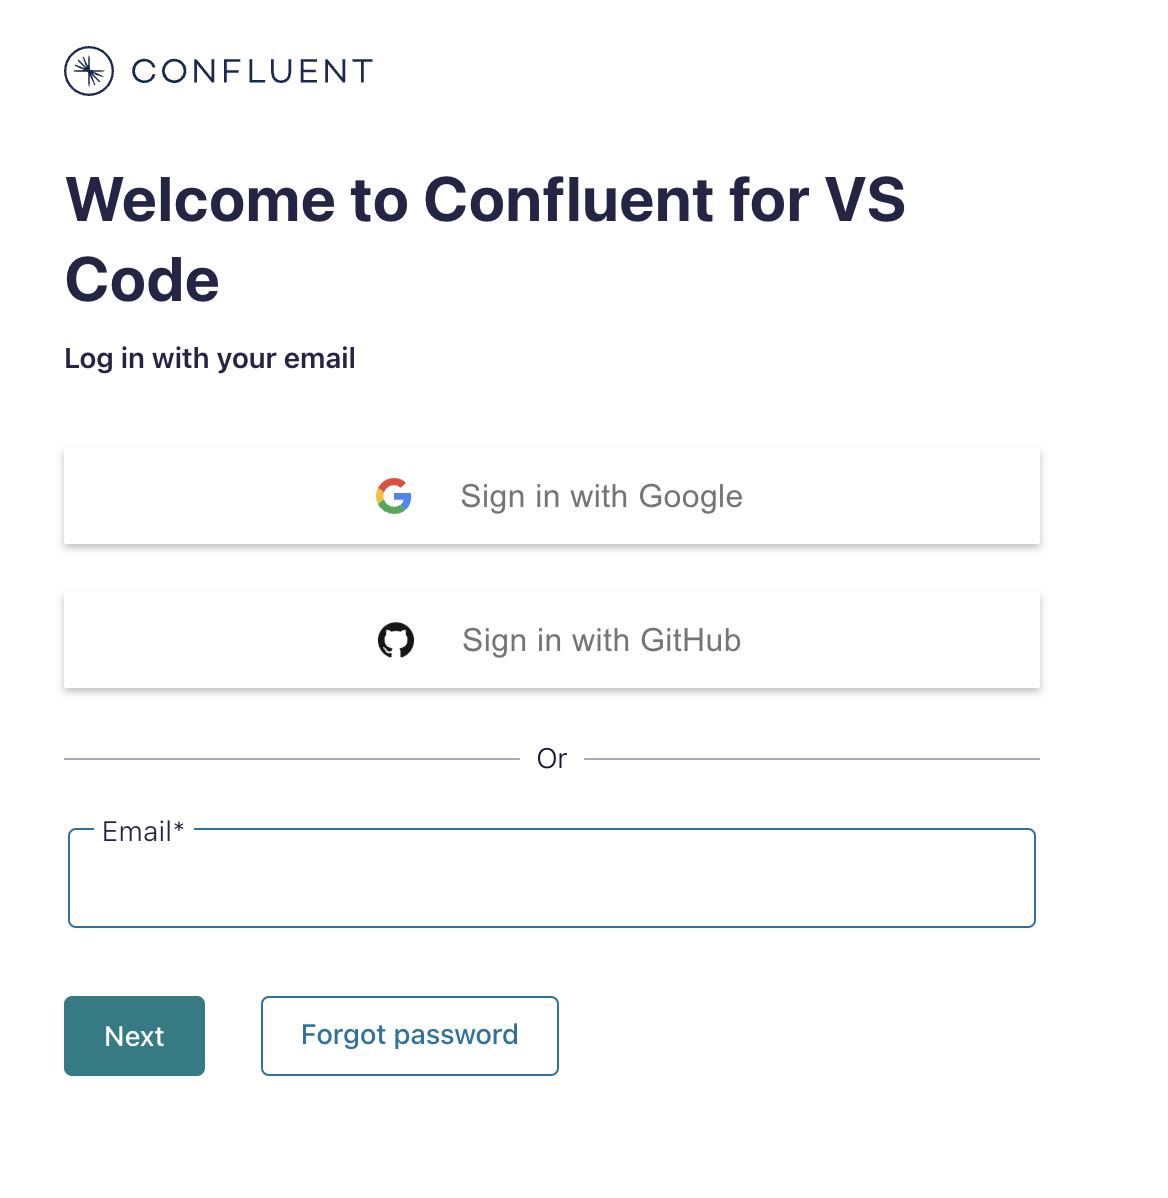 CONFLUENT
Welcome to Confluent for VS
Code
Log in with your email
Sign in with Google
Sign in with GitHub
Or
Email*
Next
Forgot password